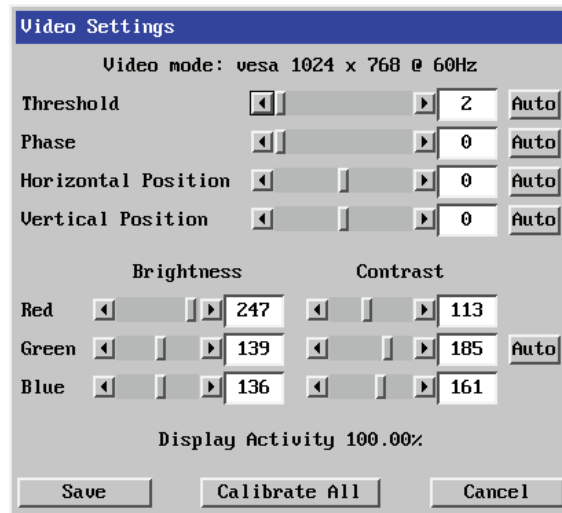 Video Settings
Video mode: vesa 1024 x 768 @ 60Hz
Threshold 2 Auto
Phase 0 Auto
Horizontal Position 0 Auto
Vertical Position 0 Auto
Brightness Contrast
Red 247 113
Green 139 185 Auto
Blue 136 161
Display Activity 100.00%
Save Calibrate All Cancel